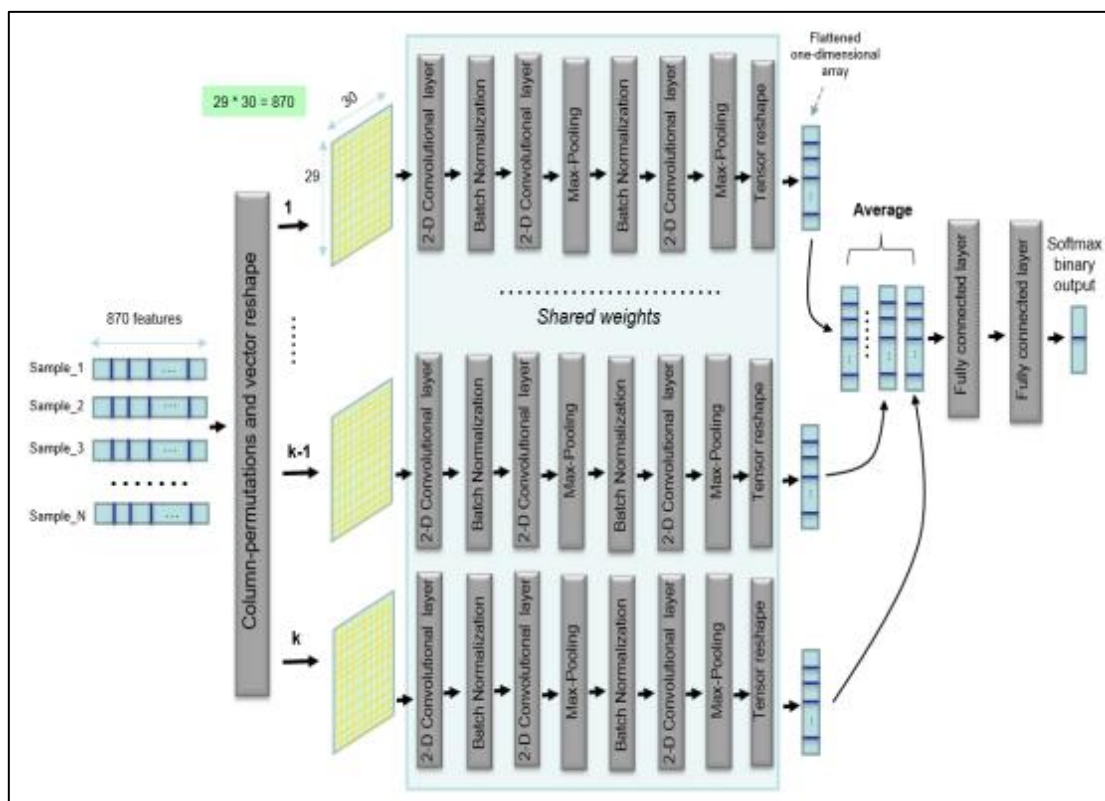 Flattened
one-dimensional
array
29 * 30 = 870
30
29
1
2-D Convolutional layer
Batch Normalization
2-D Convolutional layer
Max-Pooling
Batch Normalization
2-D Convolutional layer
Max-Pooling
Tensor reshape
...
Average
Softmax
binary
output
Fully connected layer
Fully connected layer
Shared weights
870 features
Sample_1
...
Sample_2
...
Sample_3
...
Sample_N
...
Column-permutations and vector reshape
k-1
2-D Convolutional layer
Batch Normalization
2-D Convolutional layer
Max-Pooling
Batch Normalization
2-D Convolutional layer
Max-Pooling
Tensor reshape
k
2-D Convolutional layer
Batch Normalization
2-D Convolutional layer
Max-Pooling
Batch Normalization
2-D Convolutional layer
Max-Pooling
Tensor reshape